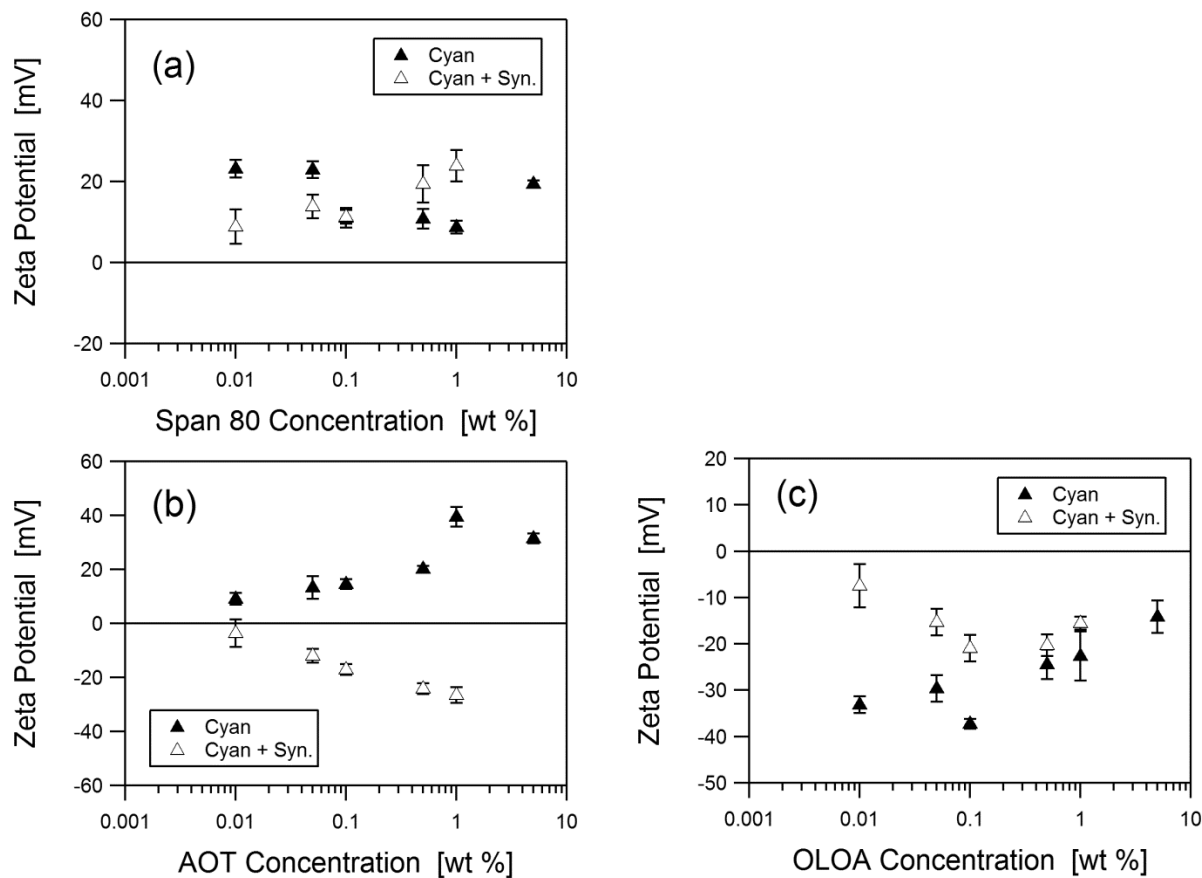 60
40
20
0
-20
Zeta Potential [mV]
(a)
Cyan
Cyan + Syn.
0.001
0.01
0.1
1
10
Span 80 Concentration [wt %]
60
40
20
0
-20
-40
-60
Zeta Potential [mV]
(b)
Cyan
Cyan + Syn.
0.001
0.01
0.1
1
10
AOT Concentration [wt %]
20
10
0
-10
-20
-30
-40
-50
Zeta Potential [mV]
(c)
Cyan
Cyan + Syn.
0.001
0.01
0.1
1
10
OLOA Concentration [wt %]